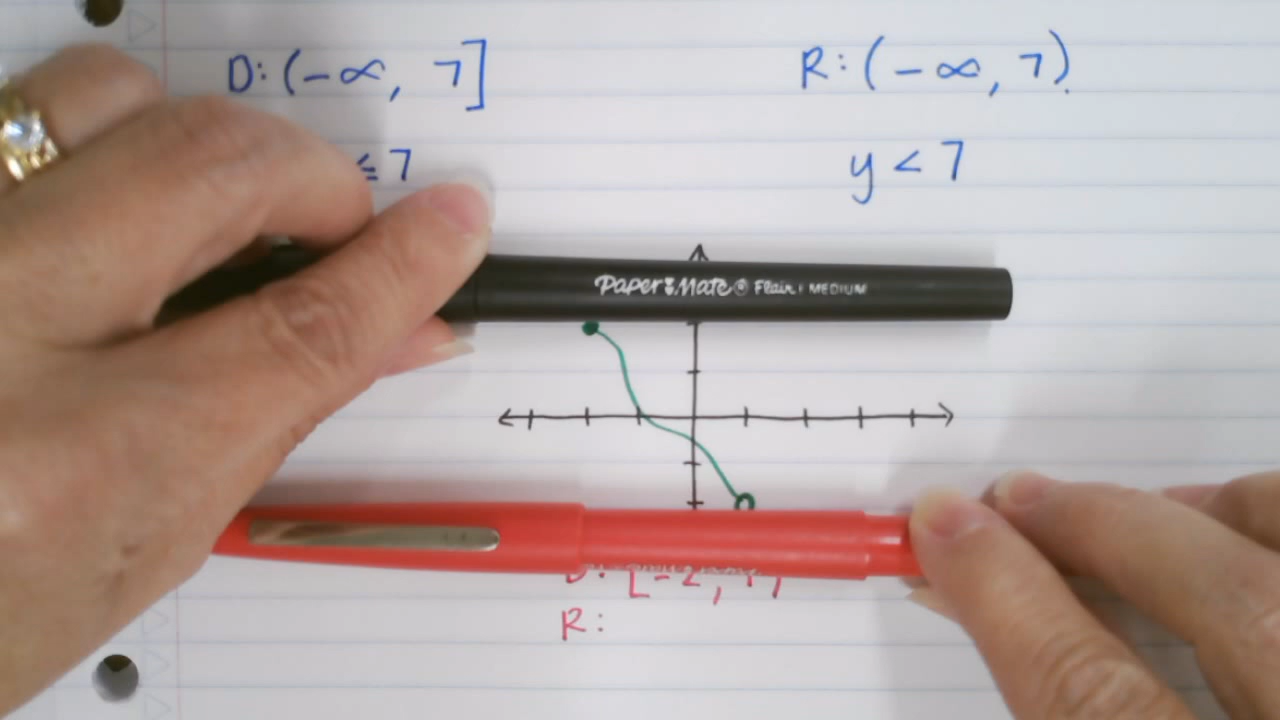 D: (-∞, 7]
R: (-∞, 7)
≤ 7
y < 7
Paper Mate® Flair MEDIUM
R: